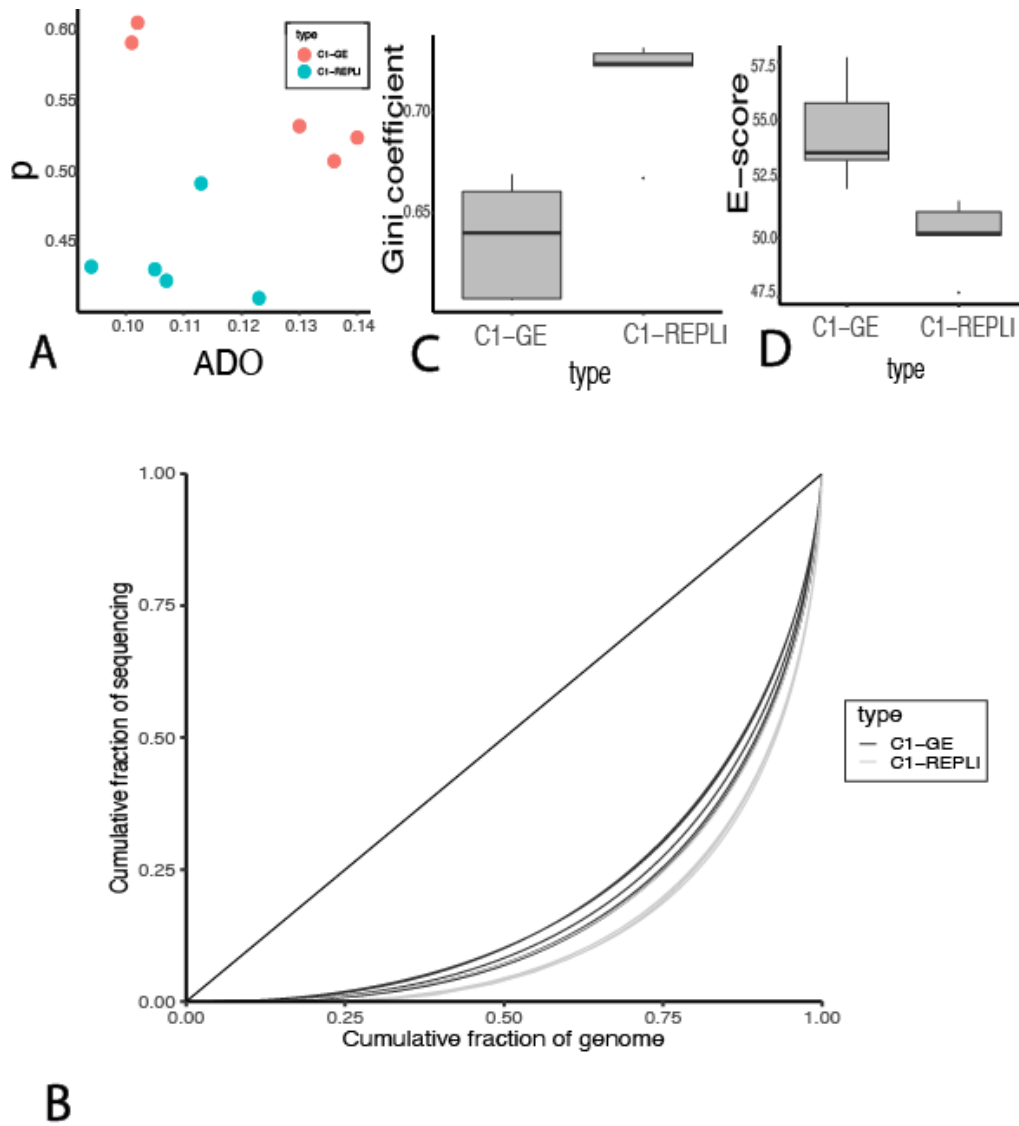 0.60
0.55
0.50
0.45
p
type
C1-GE
C1-REPLI
0.10 0.11 0.12 0.13 0.14
ADO
A
Gini coefficient
0.70
0.65
C1-GE C1-REPLI
type
C
E-score
57.5
55.0
52.5
50.0
47.5
C1-GE C1-REPLI
type
D
Cumulative fraction of sequencing
1.00
0.75
0.50
0.25
0.00
0.00 0.25 0.50 0.75 1.00
Cumulative fraction of genome
type
C1-GE
C1-REPLI
B